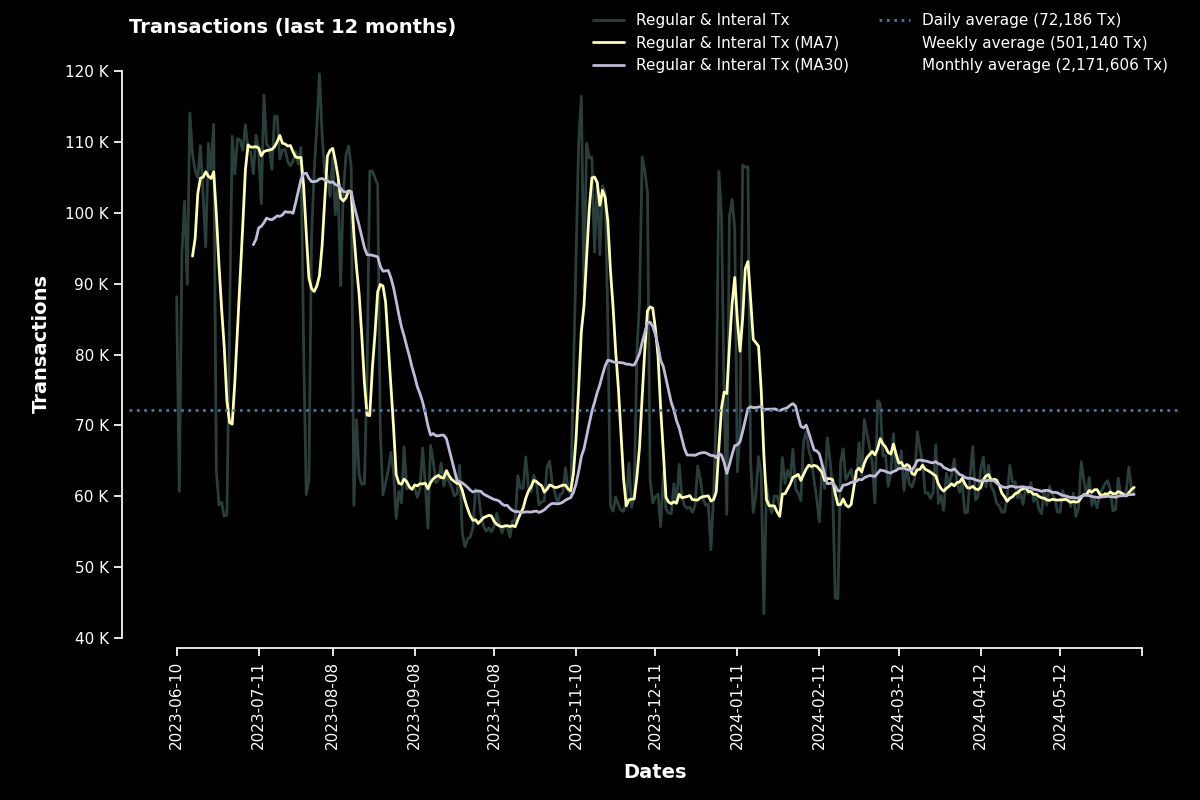 Transactions (last 12 months)
Regular & Interal Tx
Regular & Interal Tx (MA7)
Regular & Interal Tx (MA30)
Daily average (72,186 Tx)
Weekly average (501,140 Tx)
Monthly average (2,171,606 Tx)
120 K
110 K
100 K
90 K
80 K
70 K
60 K
50 K
40 K
Transactions
2023-06-10
2023-07-11
2023-08-08
2023-09-08
2023-10-08
2023-11-10
2023-12-11
2024-01-11
2024-02-11
2024-03-12
2024-04-12
2024-05-12
Dates